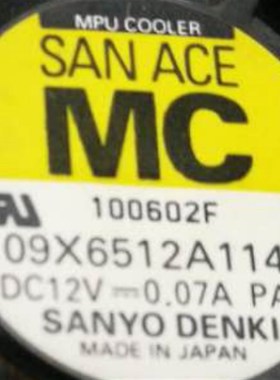 MPU COOLER
SAN ACE
MC
100602F
09X6512A114
DC12V⎓0.07A PA
SANYO DENKI
MADE IN JAPAN